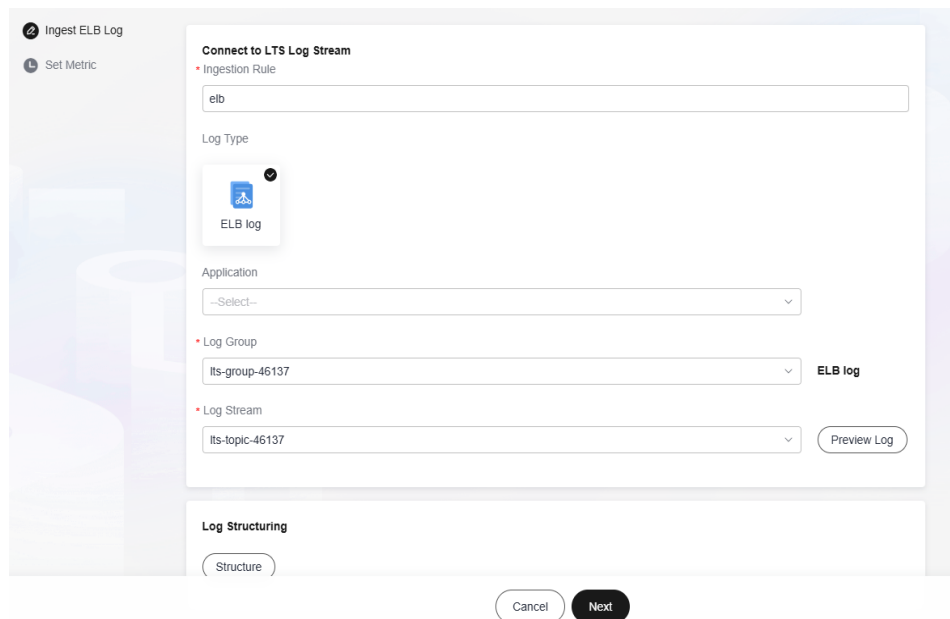 Ingest ELB Log
Set Metric
Connect to LTS Log Stream
* Ingestion Rule
elb
Log Type
ELB log
Application
--Select--
* Log Group
lts-group-46137
ELB log
* Log Stream
lts-topic-46137
Preview Log
Log Structuring
Structure
Cancel
Next